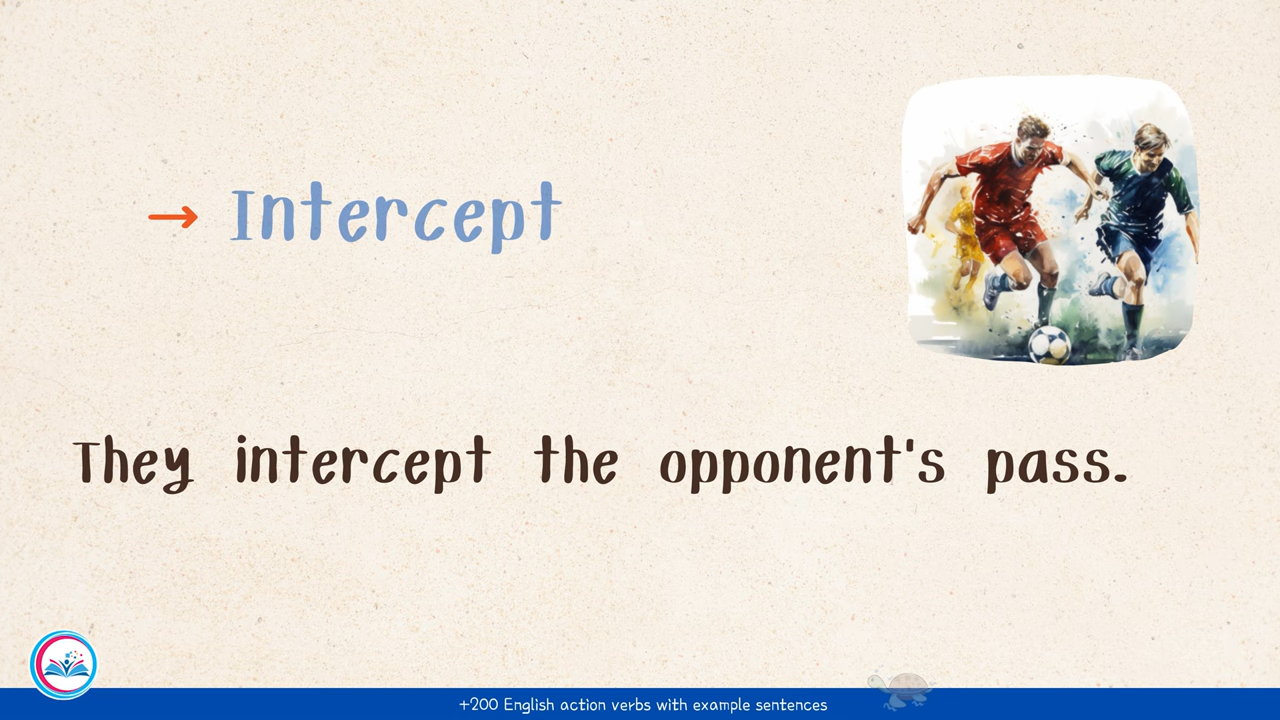 → Intercept
They intercept the opponent's pass.
+200 English action verbs with example sentences